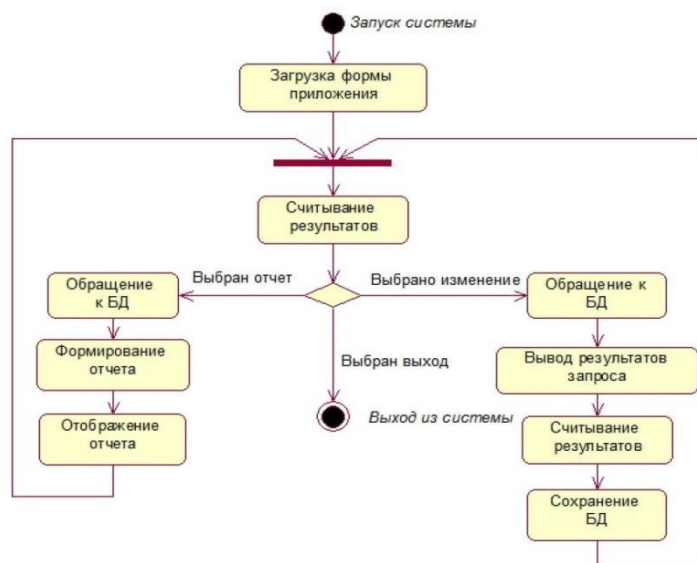 Запуск системы
Загрузка формы
приложения
Считывание
результатов
Выбран отчет
Выбрано изменение
Обращение
к БД
Формирование
отчета
Отображение
отчета
Выбран выход
Выход из системы
Обращение к
БД
Вывод результатов
запроса
Считывание
результатов
Сохранение
БД